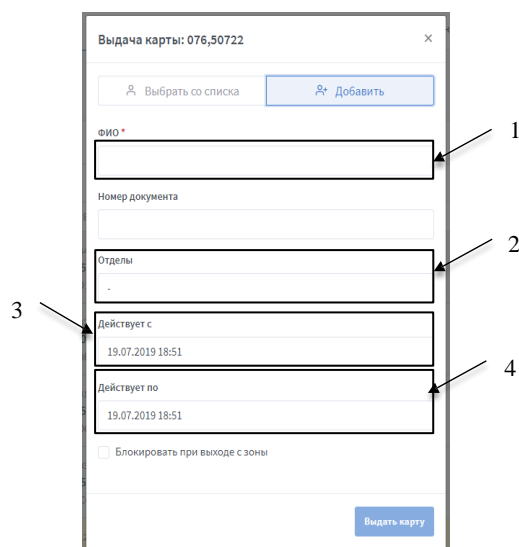 Выдача карты: 076,50722 ×
Выбрать со списка Добавить
ФИО *
1
Номер документа
Отделы
2
-
3
Действует с
19.07.2019 18:51
Действует по
4
19.07.2019 18:51
Блокировать при выходе с зоны
Выдать карту